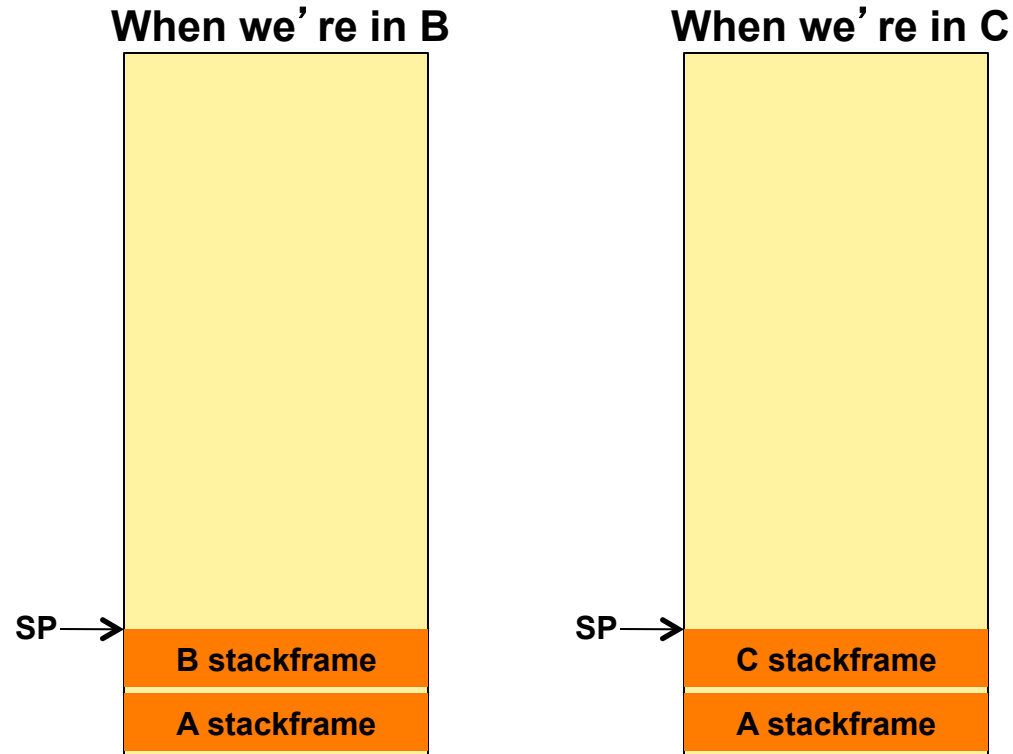 When we’ re in B
When we’ re in C
SP
SP
B stackframe
C stackframe
A stackframe
A stackframe